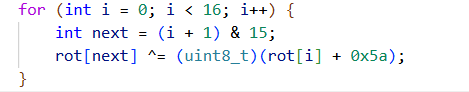 for (int i = 0; i < 16; i++) {
    int next = (i + 1) & 15;
    rot[next] ^= (uint8_t)(rot[i] + 0x5a);
}